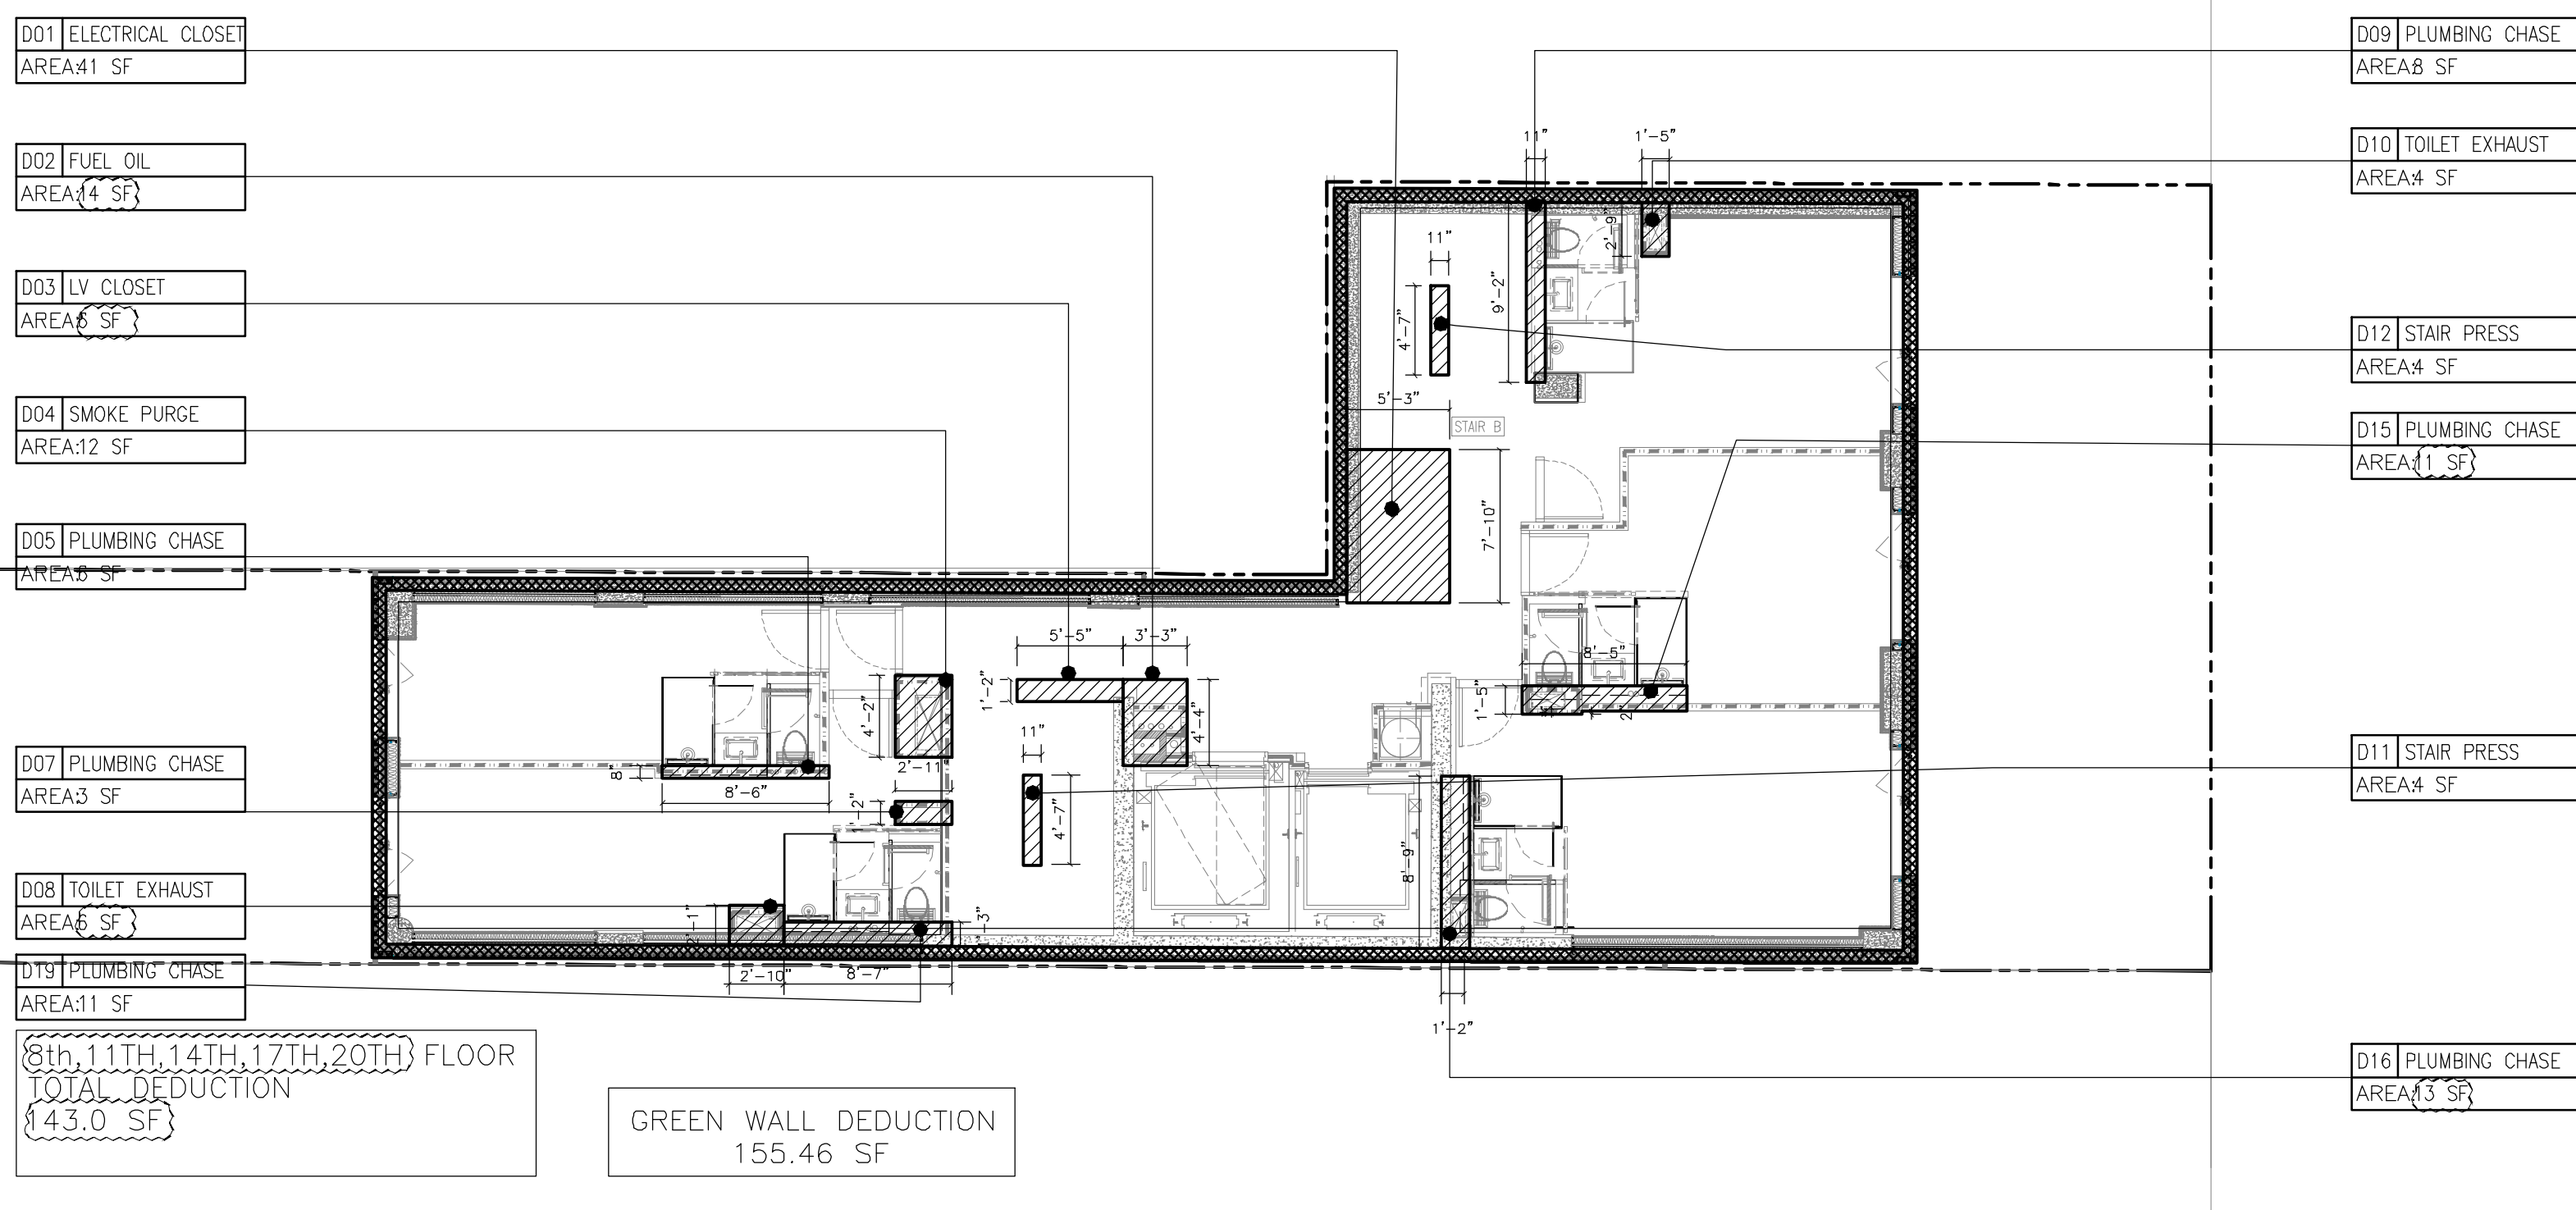 D01 ELECTRICAL CLOSET
AREA:41 SF
D02 FUEL OIL
AREA:14 SF
D03 LV CLOSET
AREA:6 SF
D04 SMOKE PURGE
AREA:12 SF
D05 PLUMBING CHASE
AREA:6 SF
D07 PLUMBING CHASE
AREA:3 SF
D08 TOILET EXHAUST
AREA:6 SF
D19 PLUMBING CHASE
AREA:11 SF
8th,11TH,14TH,17TH,20TH FLOOR
TOTAL DEDUCTION
143.0 SF
GREEN WALL DEDUCTION
155.46 SF
11"
1'-5"
2'-9"
11"
9'-2"
4'-7"
5'-3"
STAIR B
7'-10"
5'-5"
3'-3"
8'-5"
1'-2"
1'-5"
2'
4'-2"
4'-4"
11"
8"
2'-11"
8'-6"
1'-2"
4'-7"
8'-9"
2'-1"
1'-3"
2'-10"
8'-7"
1'-2"
D09 PLUMBING CHASE
AREA:8 SF
D10 TOILET EXHAUST
AREA:4 SF
D12 STAIR PRESS
AREA:4 SF
D15 PLUMBING CHASE
AREA:11 SF
D11 STAIR PRESS
AREA:4 SF
D16 PLUMBING CHASE
AREA:13 SF